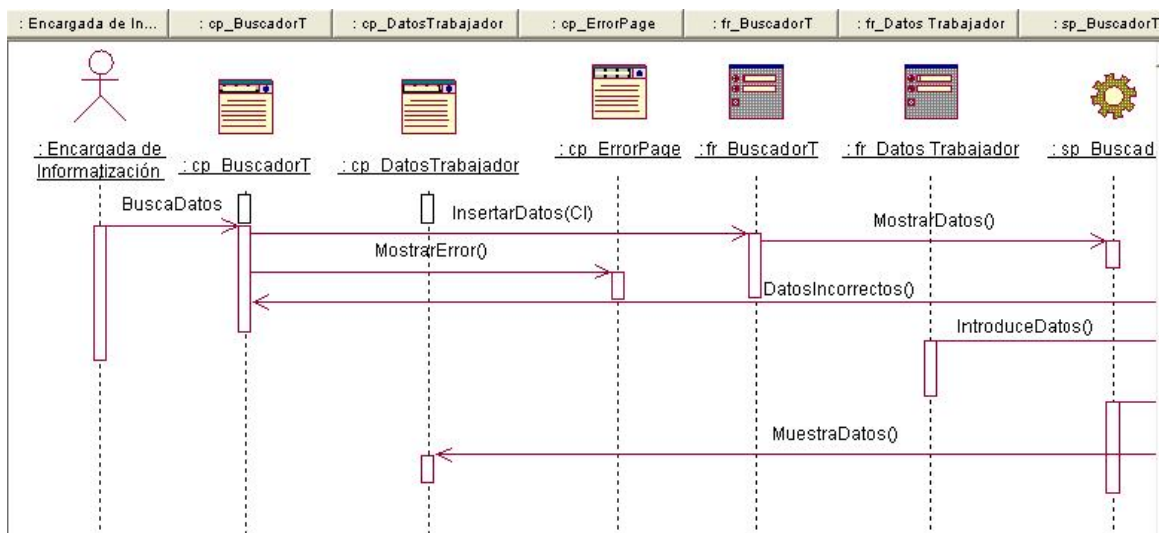 : Encargada de In...
: cp_BuscadorT
: cp_DatosTrabajador
: cp_ErrorPage
: fr_BuscadorT
: fr_Datos Trabajador
: sp_BuscadorT
: Encargada de
Informatización
: cp_BuscadorT
: cp_DatosTrabajador
: cp_ErrorPage
: fr_BuscadorT
: fr_Datos Trabajador
: sp_Buscad
BuscaDatos
InsertarDatos(CI)
MostrarDatos()
MostrarError()
DatosIncorrectos()
IntroduceDatos()
MuestraDatos()